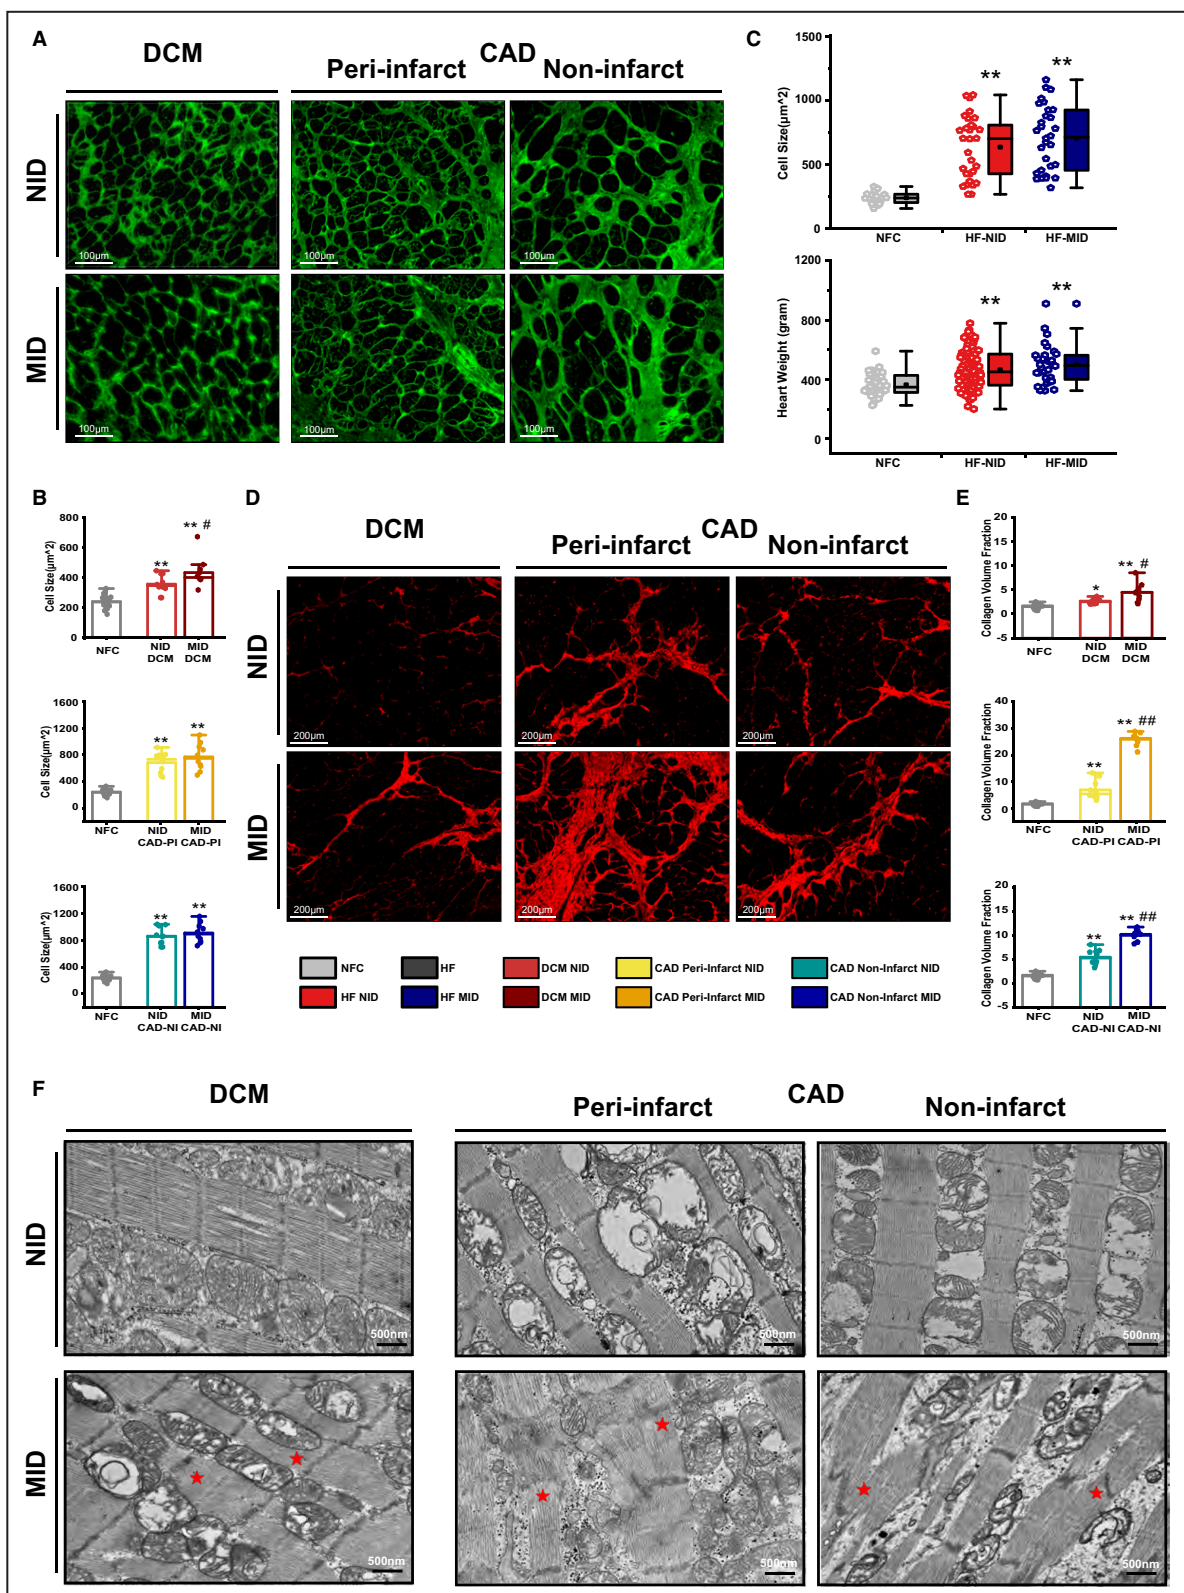 A
DCM
CAD
Peri-infarct
Non-infarct
NID
100µm
100µm
100µm
MID
100µm
100µm
100µm
C
Cell Size(µm^2)
1500
1000
500
0
**
**
NFC
HF-NID
HF-MID
Heart Weight (gram)
1200
800
400
0
**
**
NFC
HF-NID
HF-MID
B
Cell Size(µm^2)
800
600
400
200
0
**
** #
NFC
NID
DCM
MID
DCM
Cell Size(µm^2)
1600
1200
800
400
0
**
**
NFC
NID
CAD-PI
MID
CAD-PI
Cell Size(µm^2)
1600
1200
800
400
0
**
**
NFC
NID
CAD-NI
MID
CAD-NI
D
DCM
CAD
Peri-infarct
Non-infarct
NID
200µm
200µm
200µm
MID
200µm
200µm
200µm
NFC
HF
DCM NID
CAD Peri-Infarct NID
CAD Non-Infarct NID
HF NID
HF MID
DCM MID
CAD Peri-Infarct MID
CAD Non-Infarct MID
E
Collagen Volume Fraction
20
15
10
5
0
-5
*
** #
NFC
NID
DCM
MID
DCM
Collagen Volume Fraction
40
30
20
10
0
**
** ##
NFC
NID
CAD-PI
MID
CAD-PI
Collagen Volume Fraction
20
15
10
5
0
-5
**
** ##
NFC
NID
CAD-NI
MID
CAD-NI
F
DCM
CAD
Peri-infarct
Non-infarct
NID
500nm
500nm
500nm
MID
500nm
500nm
500nm